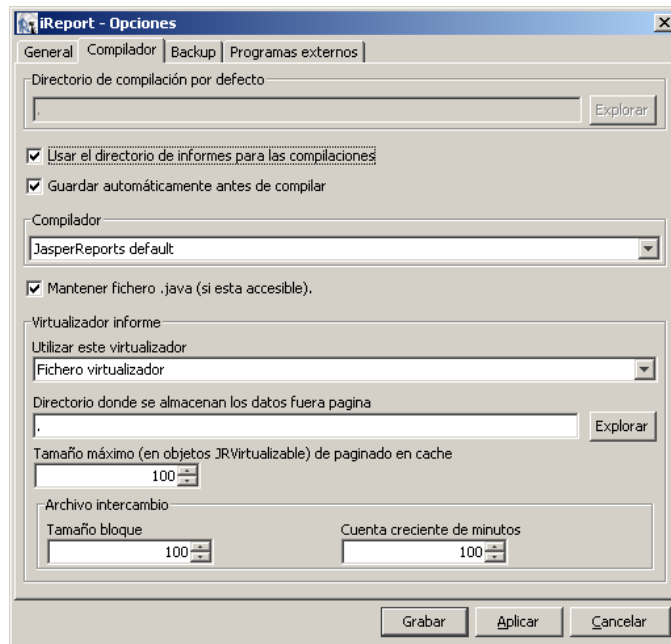 iReport - Opciones
General Compilador Backup Programas externos
Directorio de compilación por defecto
. Explorar
Usar el directorio de informes para las compilaciones
Guardar automáticamente antes de compilar
Compilador
JasperReports default
Mantener fichero .java (si esta accesible).
Virtualizador informe
Utilizar este virtualizador
Fichero virtualizador
Directorio donde se almacenan los datos fuera pagina
. Explorar
Tamaño máximo (en objetos JRVirtualizable) de paginado en cache
100
Archivo intercambio
Tamaño bloque Cuenta creciente de minutos
100 100
Grabar Aplicar Cancelar